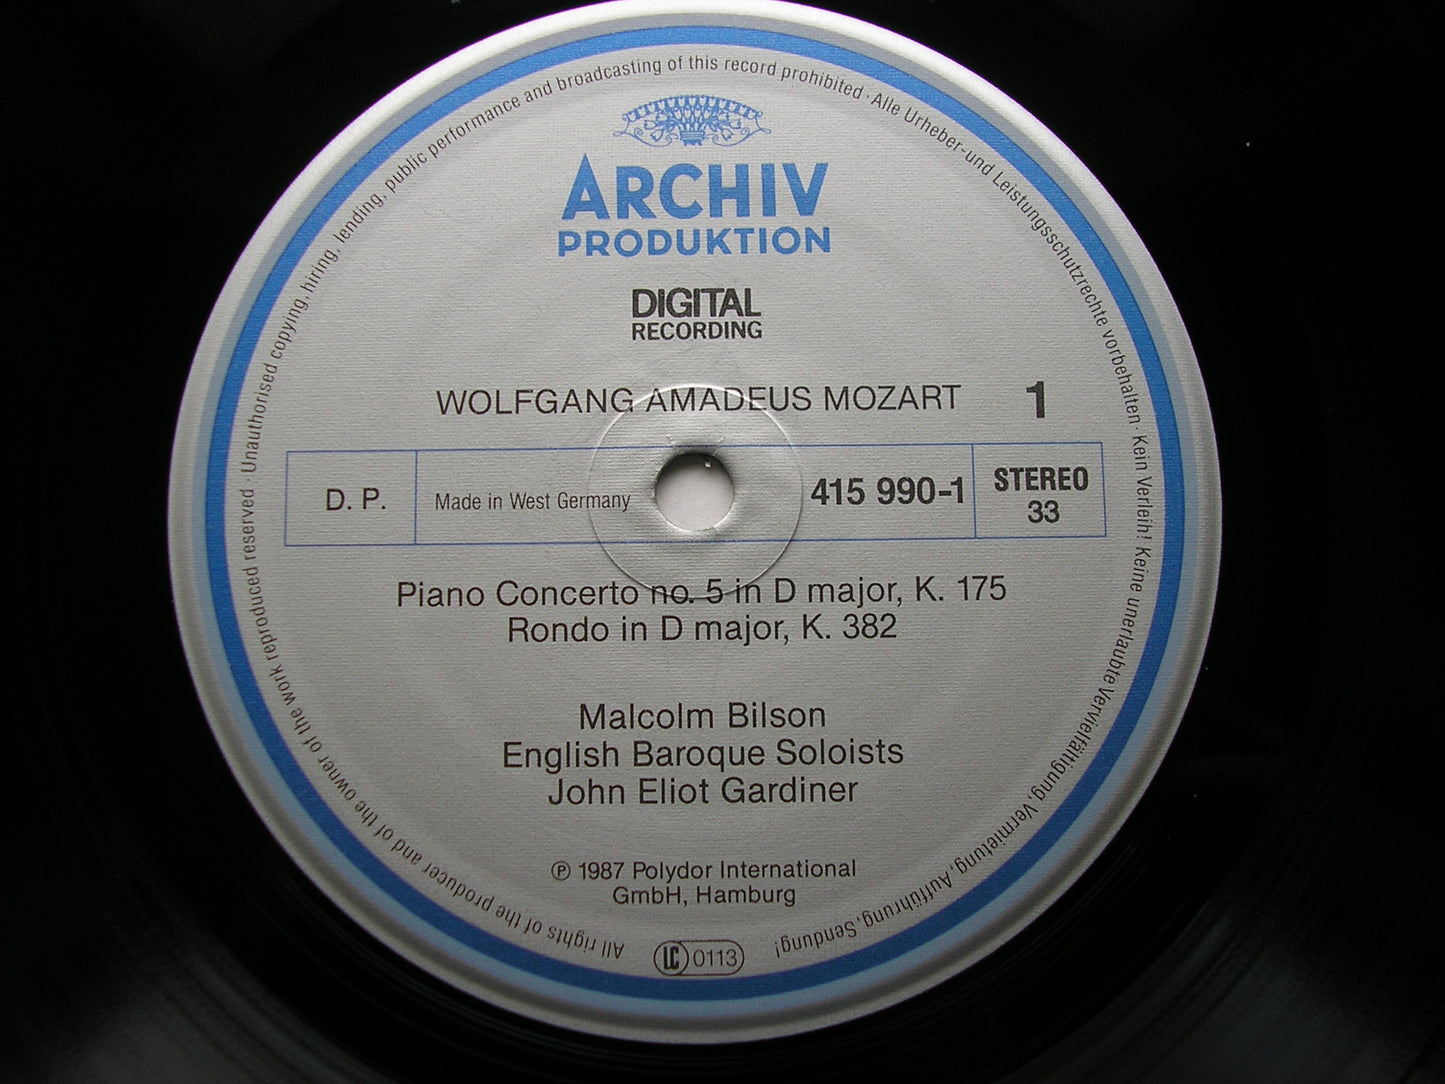 ARCHIV
PRODUKTION
DIGITAL
RECORDING
WOLFGANG AMADEUS MOZART 1
D. P. Made in West Germany 415 990-1 STEREO
33
Piano Concerto no. 5 in D major, K. 175
Rondo in D major, K. 382
Malcolm Bilson
English Baroque Soloists
John Eliot Gardiner
℗ 1987 Polydor International
GmbH, Hamburg
LC 0113
All rights of the producer and of the owner of the work reproduced reserved · Unauthorised copying, hiring, lending, public performance and broadcasting of this record prohibited · Alle Urheber-und Leistungsschutzrechte vorbehalten · Kein Verleih! Keine unerlaubte Vervielfältigung, Vermietung, Aufführung, Sendung!